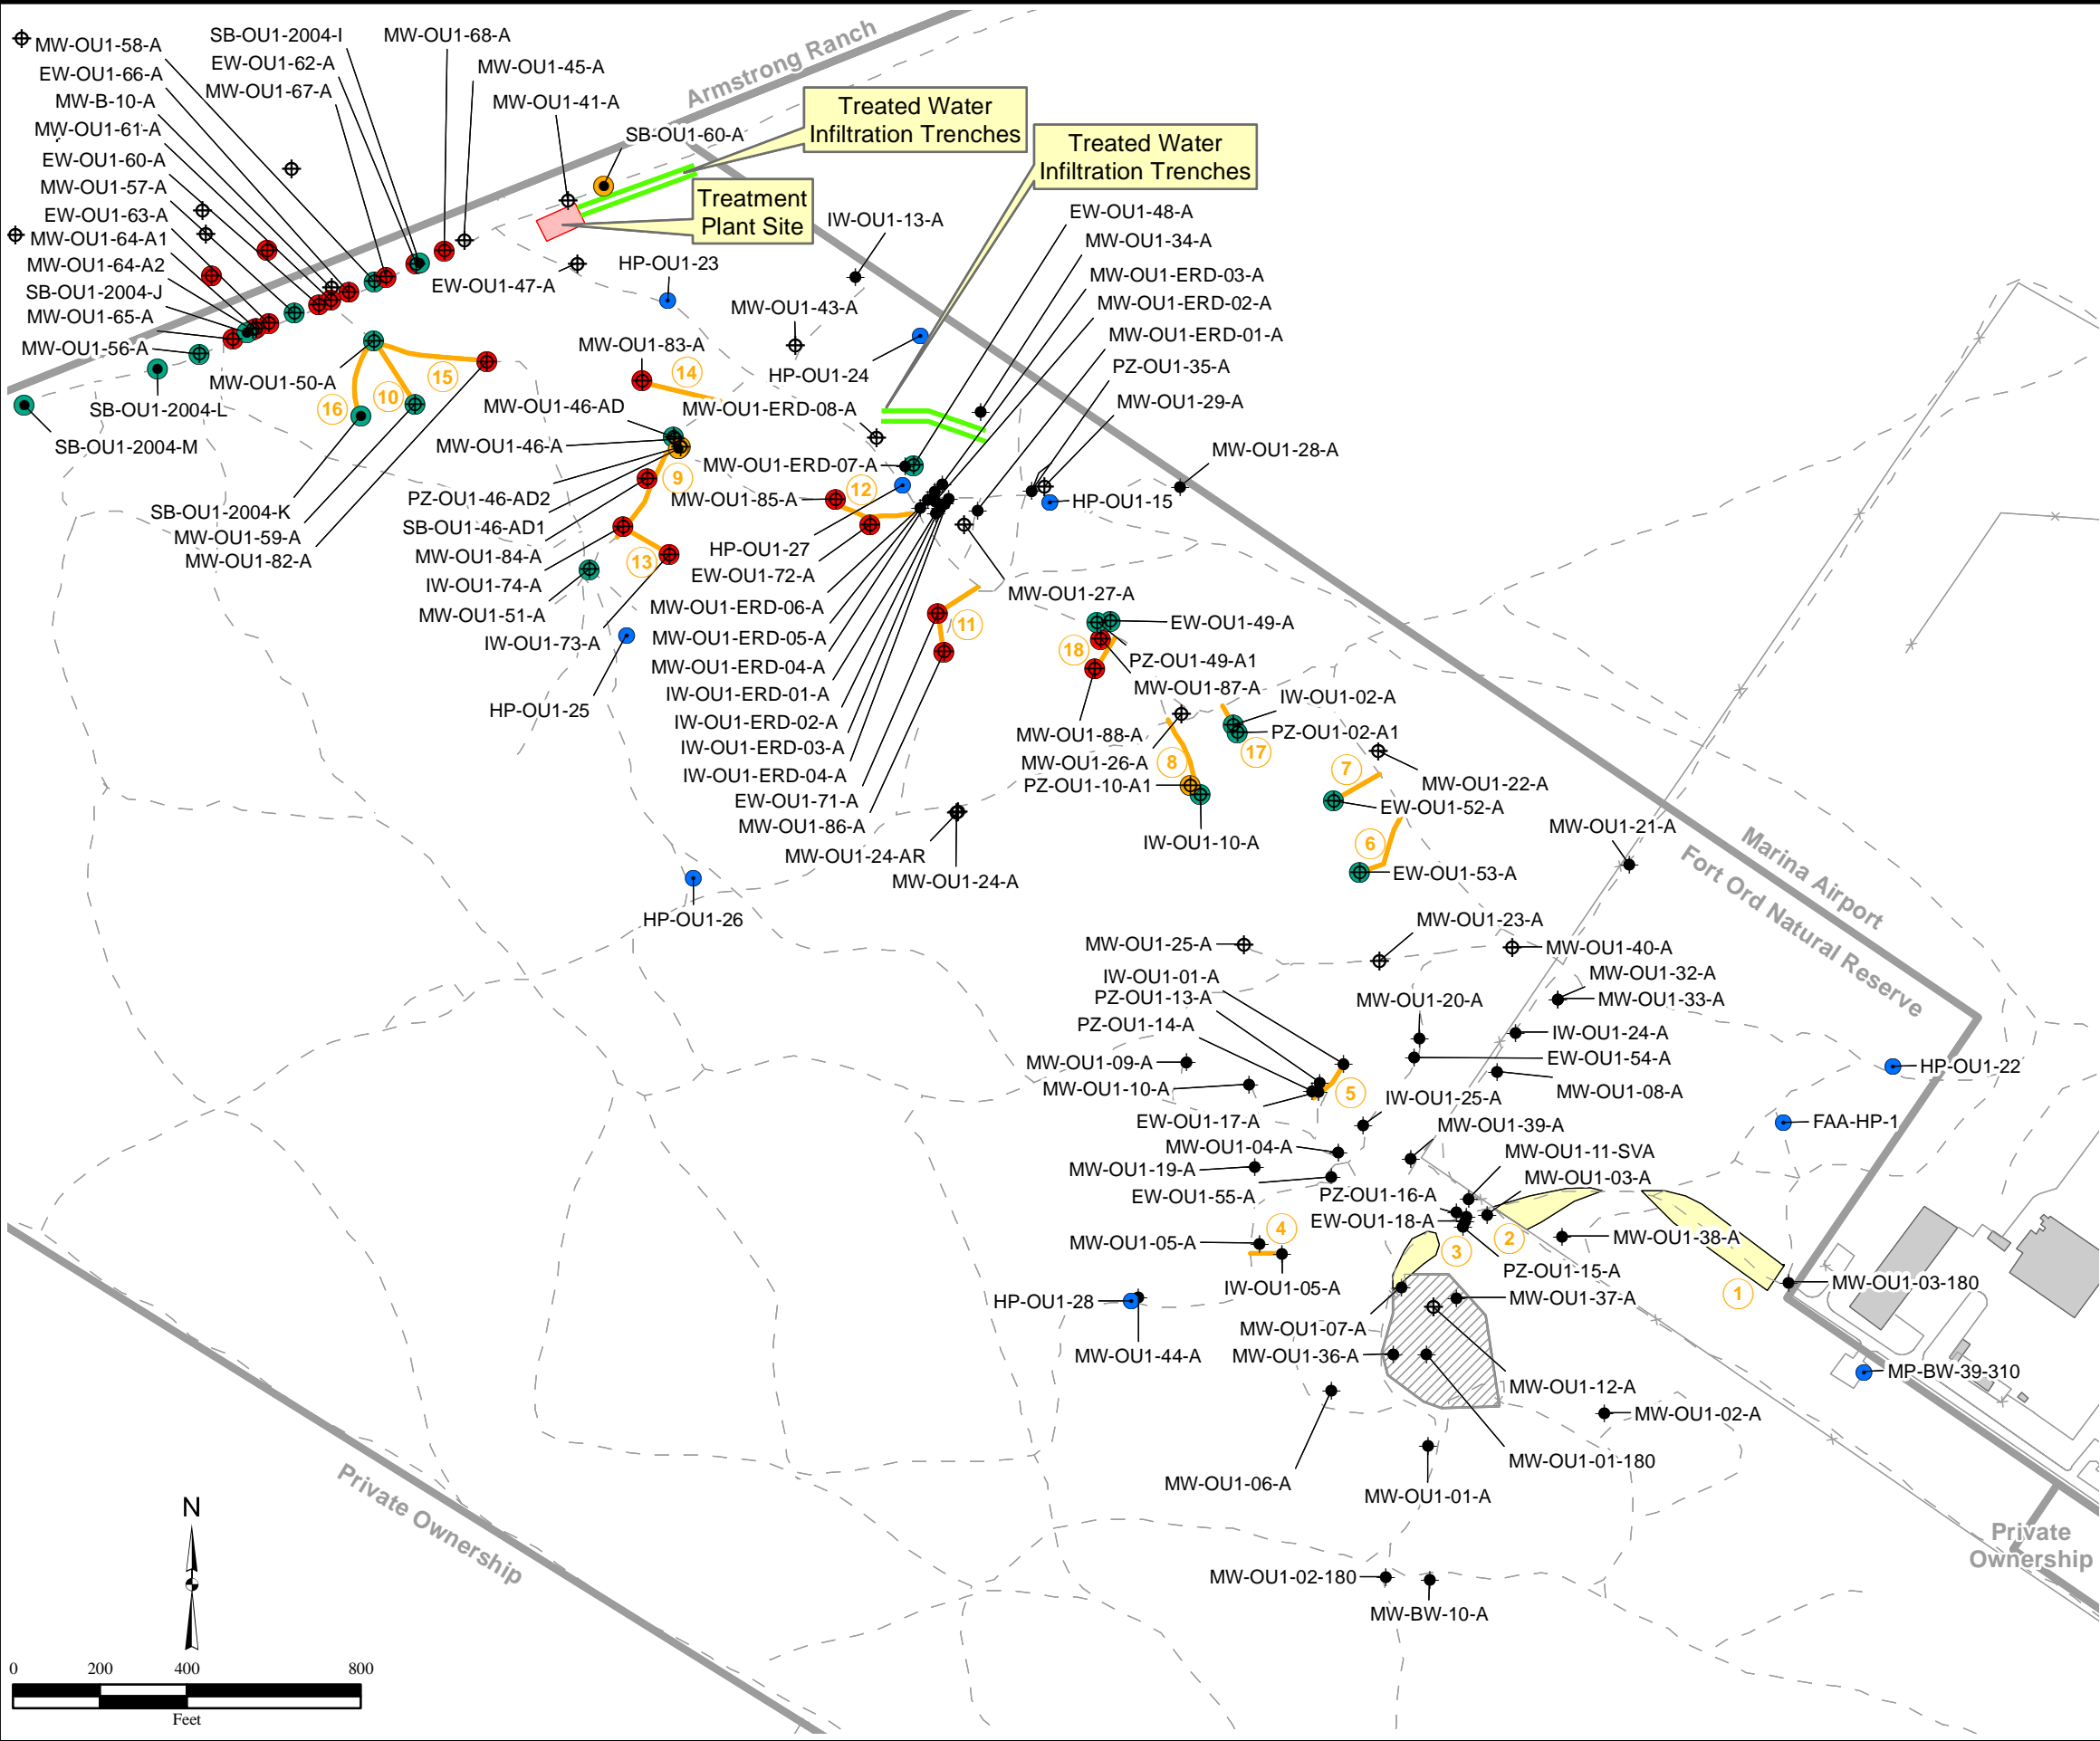 MW-OU1-58-A
EW-OU1-66-A
MW-B-10-A
MW-OU1-61-A
EW-OU1-60-A
MW-OU1-57-A
EW-OU1-63-A
MW-OU1-64-A1
MW-OU1-64-A2
SB-OU1-2004-J
MW-OU1-65-A
MW-OU1-56-A
SB-OU1-2004-I
EW-OU1-62-A
MW-OU1-67-A
MW-OU1-68-A
MW-OU1-45-A
MW-OU1-41-A
SB-OU1-60-A
Armstrong Ranch
Treated Water
Infiltration Trenches
Treated Water
Infiltration Trenches
Treatment
Plant Site
EW-OU1-47-A
HP-OU1-23
IW-OU1-13-A
MW-OU1-43-A
HP-OU1-24
EW-OU1-48-A
MW-OU1-34-A
MW-OU1-ERD-03-A
MW-OU1-ERD-02-A
MW-OU1-ERD-01-A
PZ-OU1-35-A
MW-OU1-29-A
MW-OU1-28-A
HP-OU1-15
MW-OU1-50-A
SB-OU1-2004-L
SB-OU1-2004-M
16
10
15
SB-OU1-2004-K
MW-OU1-59-A
MW-OU1-82-A
MW-OU1-83-A
14
MW-OU1-46-AD
MW-OU1-46-A
PZ-OU1-46-AD2
SB-OU1-46-AD1
MW-OU1-84-A
IW-OU1-74-A
MW-OU1-51-A
IW-OU1-73-A
9
13
HP-OU1-25
MW-OU1-ERD-08-A
MW-OU1-ERD-07-A
MW-OU1-85-A
12
HP-OU1-27
EW-OU1-72-A
MW-OU1-ERD-06-A
MW-OU1-ERD-05-A
MW-OU1-ERD-04-A
IW-OU1-ERD-01-A
IW-OU1-ERD-02-A
IW-OU1-ERD-03-A
IW-OU1-ERD-04-A
EW-OU1-71-A
MW-OU1-86-A
11
MW-OU1-27-A
EW-OU1-49-A
18
PZ-OU1-49-A1
MW-OU1-87-A
MW-OU1-88-A
MW-OU1-26-A
PZ-OU1-10-A1
8
IW-OU1-10-A
IW-OU1-02-A
PZ-OU1-02-A1
17
7
MW-OU1-22-A
EW-OU1-52-A
6
EW-OU1-53-A
MW-OU1-21-A
Marina Airport
Fort Ord Natural Reserve
MW-OU1-24-AR
MW-OU1-24-A
HP-OU1-26
MW-OU1-25-A
MW-OU1-23-A
MW-OU1-40-A
MW-OU1-32-A
MW-OU1-33-A
IW-OU1-01-A
PZ-OU1-13-A
PZ-OU1-14-A
MW-OU1-20-A
IW-OU1-24-A
EW-OU1-54-A
MW-OU1-08-A
MW-OU1-09-A
MW-OU1-10-A
5
EW-OU1-17-A
IW-OU1-25-A
MW-OU1-39-A
MW-OU1-04-A
MW-OU1-19-A
EW-OU1-55-A
MW-OU1-11-SVA
MW-OU1-03-A
PZ-OU1-16-A
EW-OU1-18-A
HP-OU1-22
FAA-HP-1
4
MW-OU1-05-A
IW-OU1-05-A
3
2
MW-OU1-38-A
PZ-OU1-15-A
MW-OU1-37-A
1
MW-OU1-03-180
HP-OU1-28
MW-OU1-44-A
MW-OU1-07-A
MW-OU1-36-A
MW-OU1-12-A
MP-BW-39-310
MW-OU1-02-A
MW-OU1-01-180
MW-OU1-06-A
MW-OU1-01-A
MW-OU1-02-180
MW-BW-10-A
Private Ownership
Private
Ownership
N
0 200 400 800
Feet